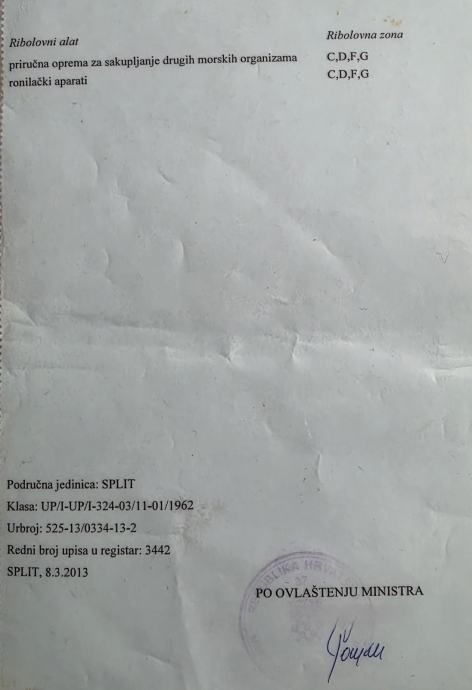 Ribolovni alat Ribolovna zona
priručna oprema za sakupljanje drugih morskih organizama C,D,F,G
ronilački aparati C,D,F,G
Područna jedinica: SPLIT
Klasa: UP/I-UP/I-324-03/11-01/1962
Urbroj: 525-13/0334-13-2
Redni broj upisa u registar: 3442
SPLIT, 8.3.2013
REPUBLIKA
37
PO OVLAŠTENJU MINISTRA